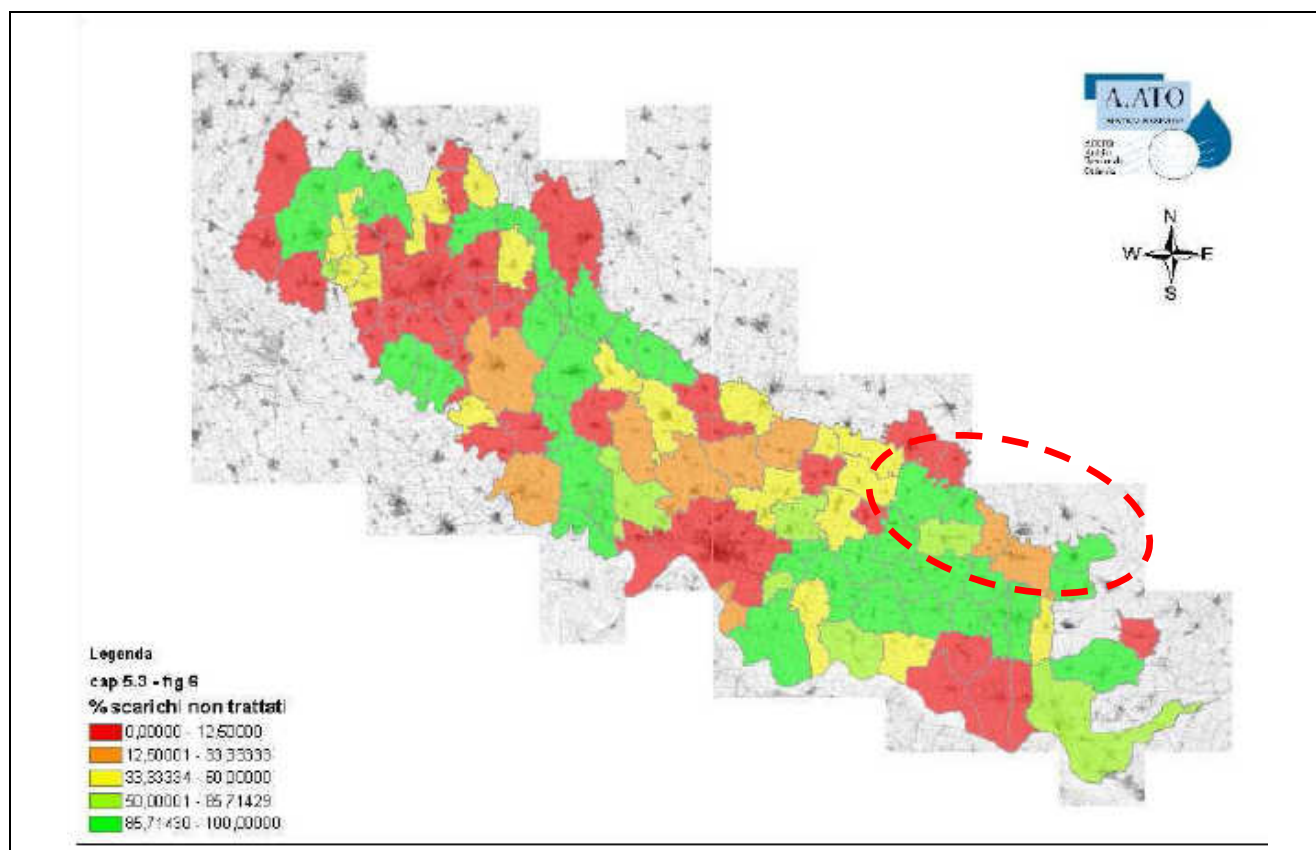 A.ATO
N
W E
S
Legenda
cap 5.3 - fig 6
% scarichi non trattati
0,00000 - 12,50000
12,50001 - 33,33333
33,33334 - 50,00000
50,00001 - 85,71429
85,71430 - 100,00000